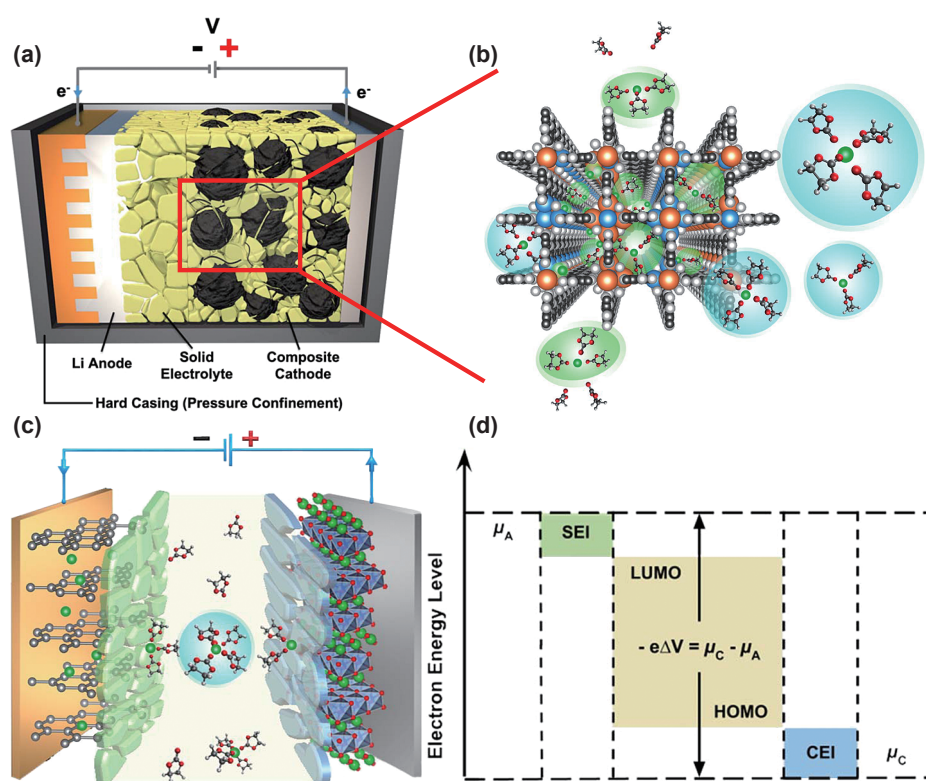 (a)
V
- +
e⁻ e⁻
Li Anode
Solid
Electrolyte
Composite
Cathode
Hard Casing (Pressure Confinement)
(b)
(c)
- +
(d)
Electron Energy Level
μA
SEI
LUMO
- eΔV = μC - μA
HOMO
CEI
μC